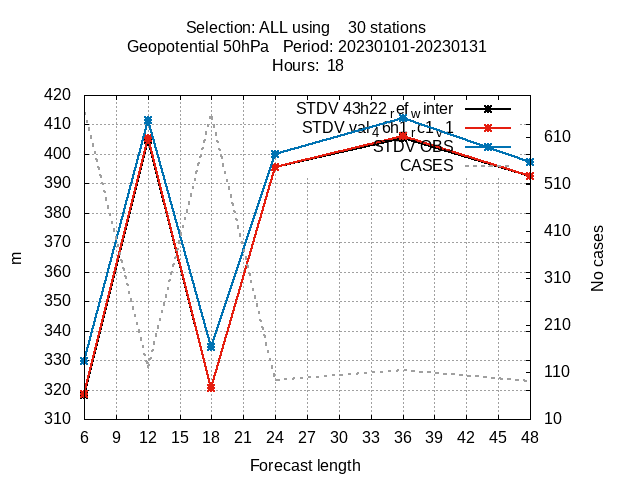 Selection: ALL using 30 stations
Geopotential 50hPa Period: 20230101-20230131
Hours: 18
STDV 43h22_ref_winter
STDV val_46h1_rc1_v1
STDV OBS
CASES
420
410
400
390
380
370
360
350
340
330
320
310
m
610
510
410
310
210
110
10
No cases
6 9 12 15 18 21 24 27 30 33 36 39 42 45 48
Forecast length